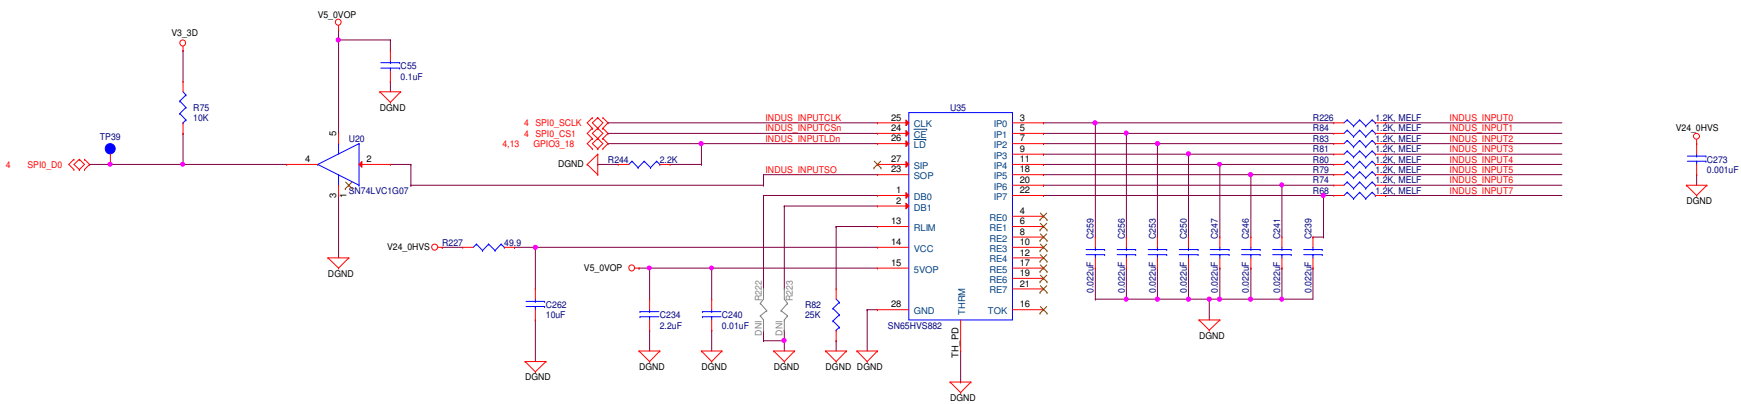 V5_0VOP
V3_3D
C55
0.1uF
DGND
R75
10K
TP39
5
U20
4
2
4 SPI0_D0
SN74LVC1G07
3
1
DGND
4 SPI0_SCLK
4 SPI0_CS1
4,13 GPIO3_18
DGND
R244 2.2K
INDUS_INPUTCLK
INDUS_INPUTCSn
INDUS_INPUTLDn
INDUS_INPUTSO
V24_0HVS
R227 49.9
C262
10uF
DGND
V5_0VOP
C234
2.2uF
DGND
C240
0.01uF
DGND
R222
DNI
R223
DNI
DGND
R82
25K
DGND
DGND
U35
25 CLK
24 CE
26 LD
27 SIP
23 SOP
1 DB0
2 DB1
13 RLIM
14 VCC
15 5VOP
28 GND
SN65HVS882
THRM
TH_PD
DGND
IP0 3
IP1 5
IP2 7
IP3 9
IP4 11
IP5 18
IP6 20
IP7 22
RE0 4
RE1 6
RE2 8
RE3 10
RE4 12
RE5 17
RE6 19
RE7 21
TOK 16
R226 1.2K, MELF INDUS_INPUT0
R84 1.2K, MELF INDUS_INPUT1
R83 1.2K, MELF INDUS_INPUT2
R81 1.2K, MELF INDUS_INPUT3
R80 1.2K, MELF INDUS_INPUT4
R79 1.2K, MELF INDUS_INPUT5
R74 1.2K, MELF INDUS_INPUT6
R68 1.2K, MELF INDUS_INPUT7
C259
0.022uF
C256
0.022uF
C253
0.022uF
C250
0.022uF
C247
0.022uF
C246
0.022uF
C241
0.022uF
C239
0.022uF
DGND
V24_0HVS
C273
0.001uF
DGND